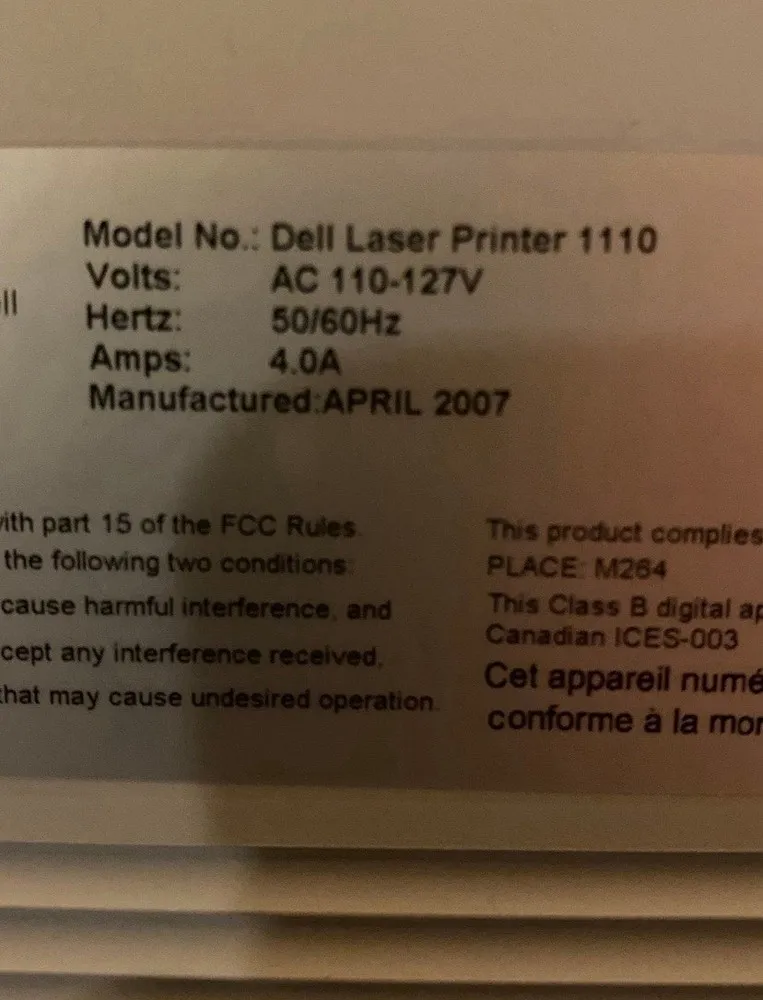 Model No.: Dell Laser Printer 1110
Volts: AC 110-127V
ll
Hertz: 50/60Hz
Amps: 4.0A
Manufactured:APRIL 2007
with part 15 of the FCC Rules.
the following two conditions:
cause harmful interference, and
cept any interference received,
that may cause undesired operation.
This product complies
PLACE: M264
This Class B digital ap
Canadian ICES-003
Cet appareil numé
conforme à la mor